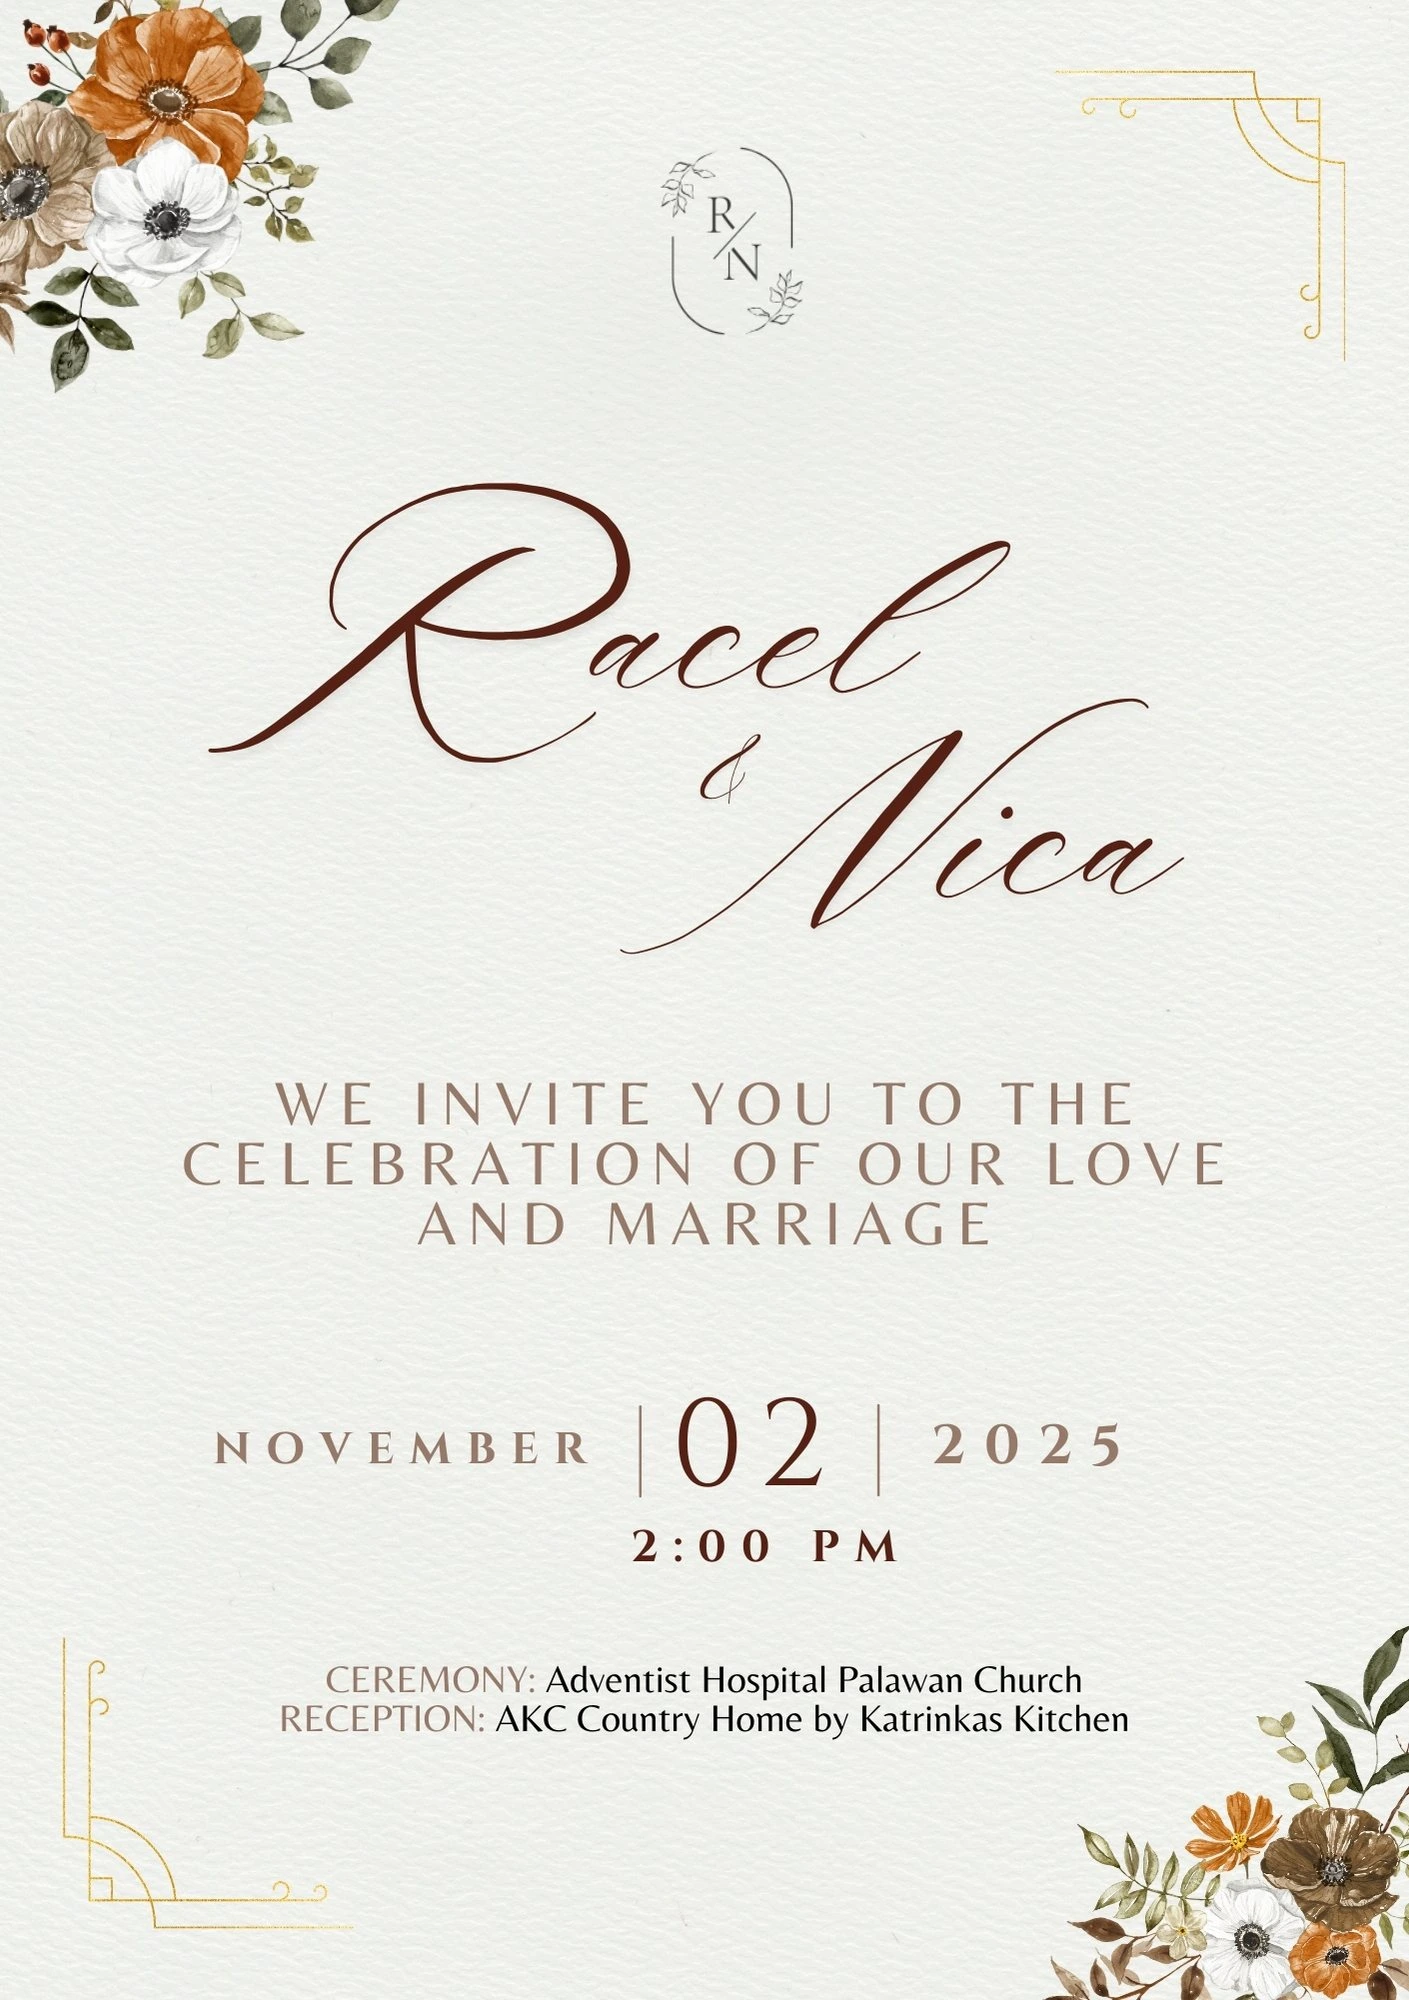 R
N
Racel
&
Nica
WE INVITE YOU TO THE
CELEBRATION OF OUR LOVE
AND MARRIAGE
NOVEMBER 02 2025
2:00 PM
CEREMONY: Adventist Hospital Palawan Church
RECEPTION: AKC Country Home by Katrinkas Kitchen